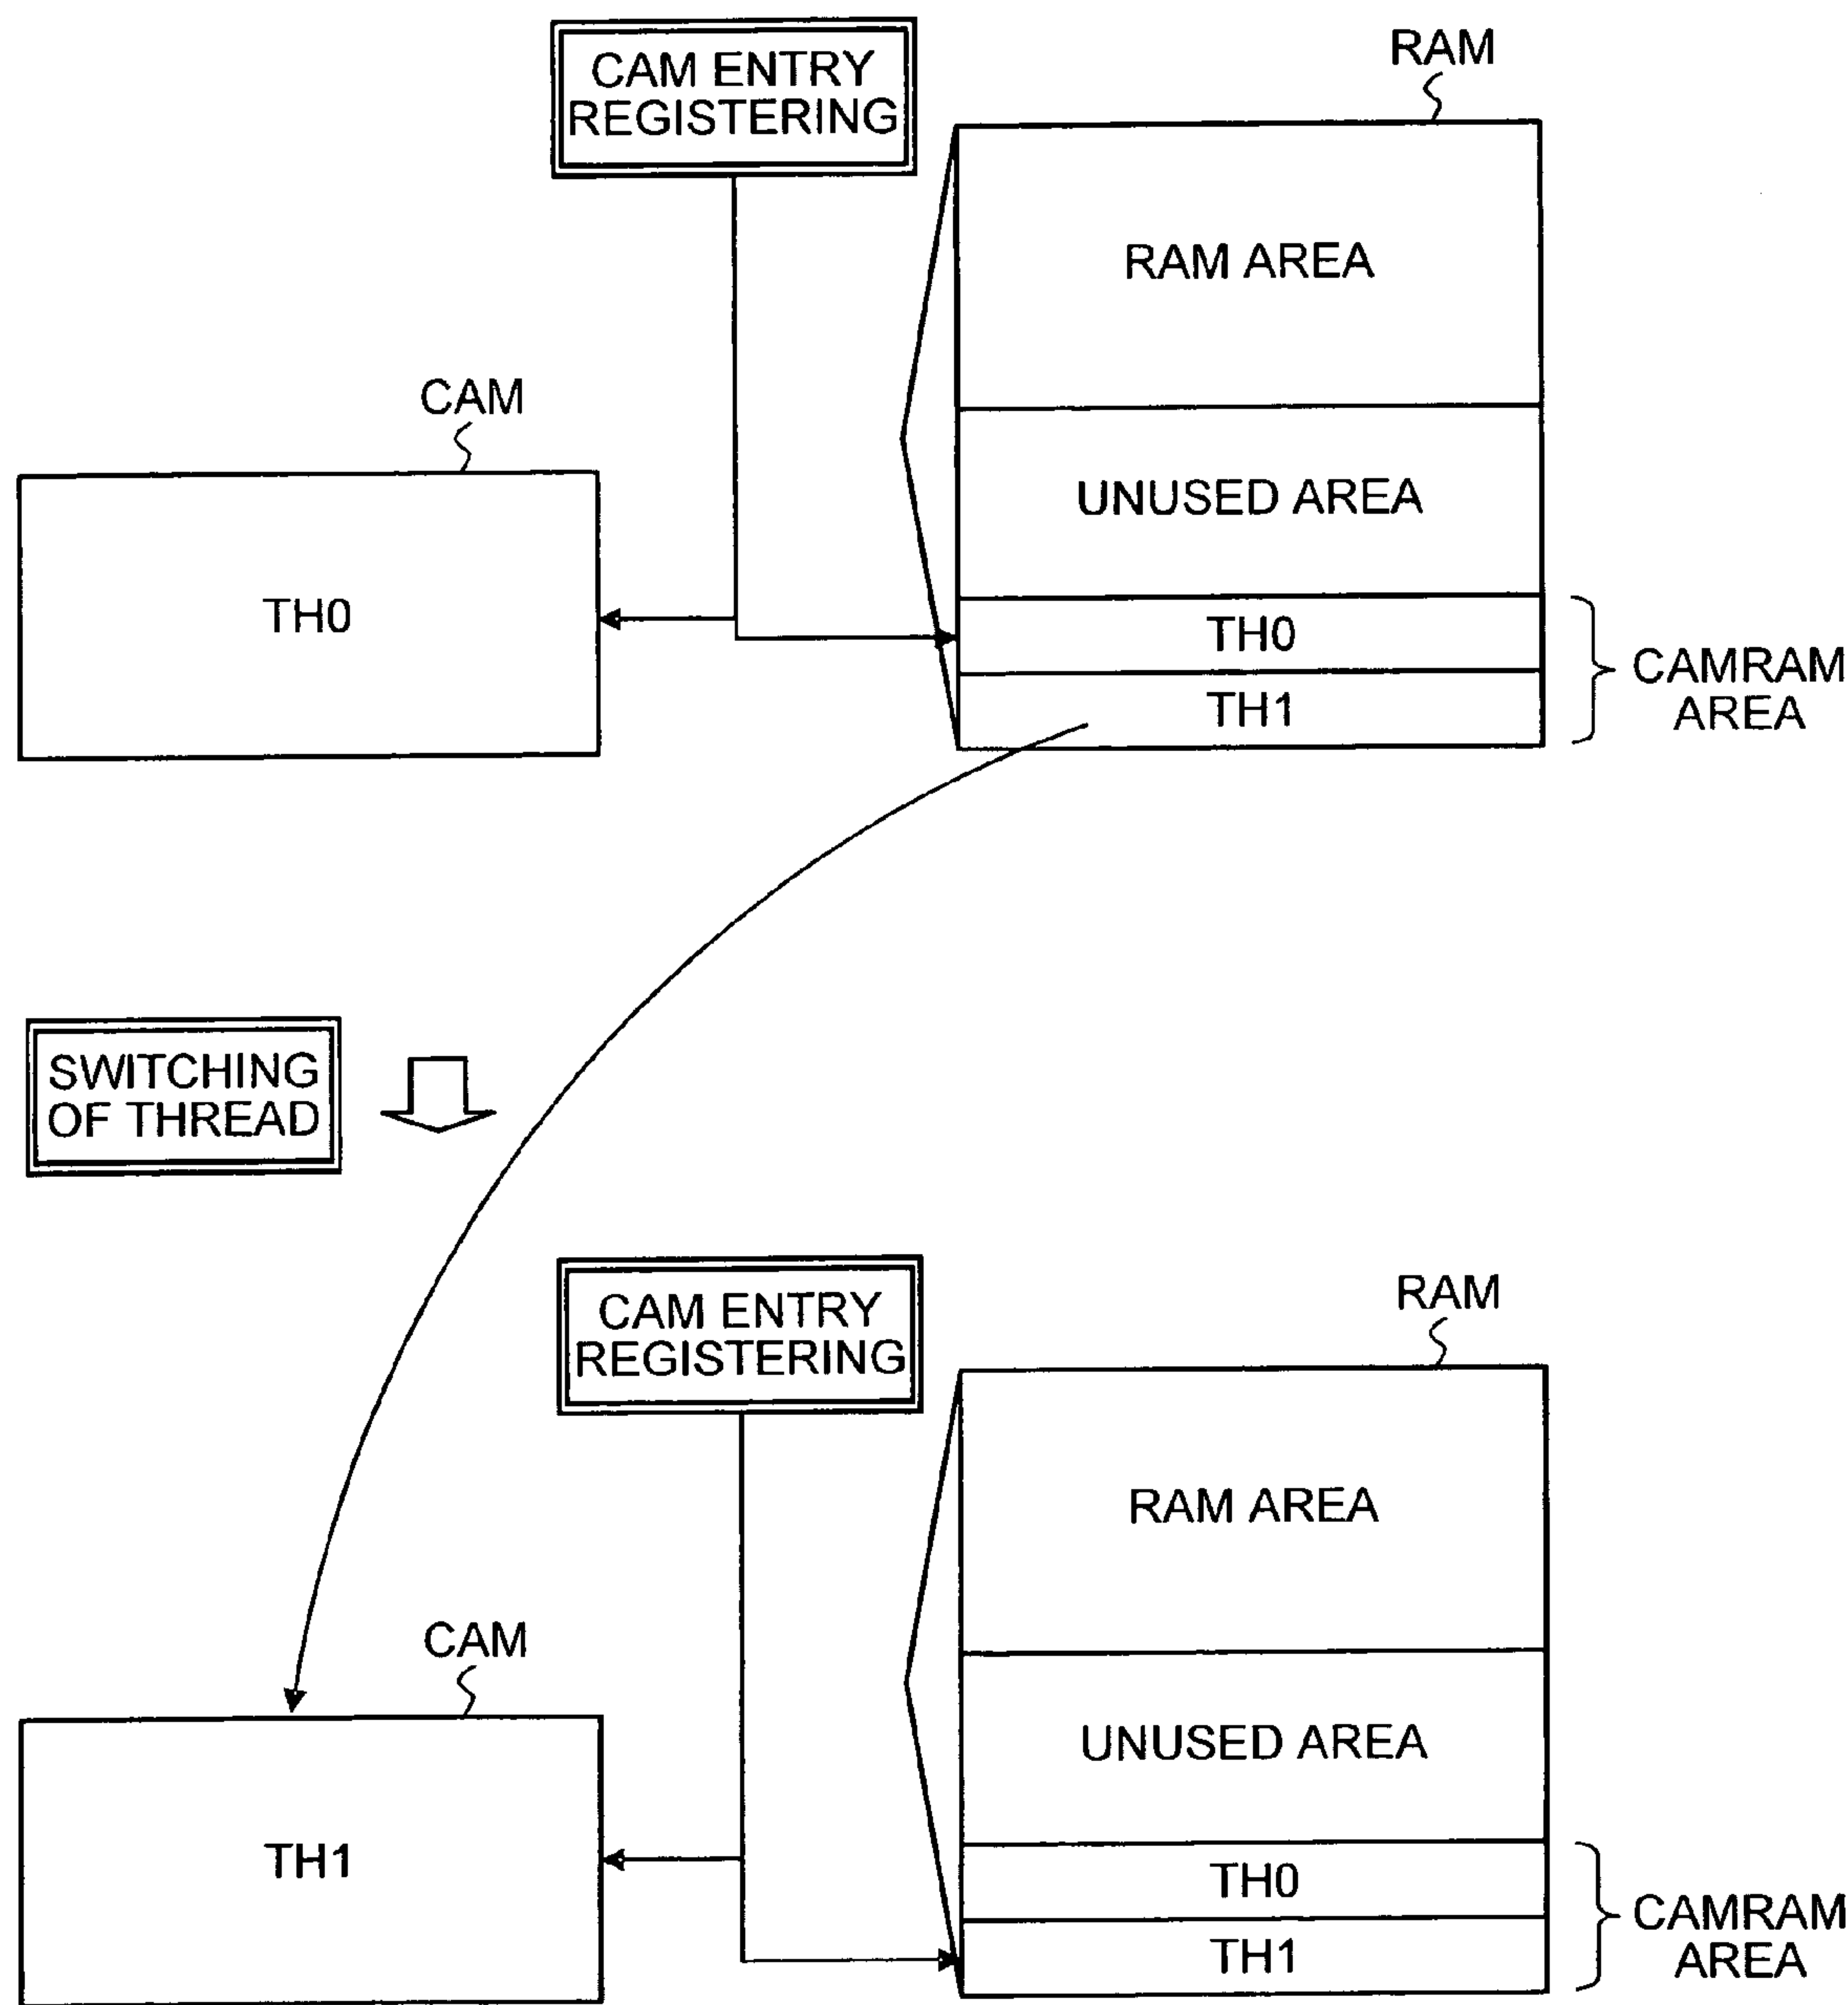 CAM ENTRY
REGISTERING
RAM
RAM AREA
CAM
UNUSED AREA
TH0
TH0
TH1
CAMRAM
AREA
SWITCHING
OF THREAD
CAM ENTRY
REGISTERING
RAM
RAM AREA
CAM
UNUSED AREA
TH1
TH0
TH1
CAMRAM
AREA